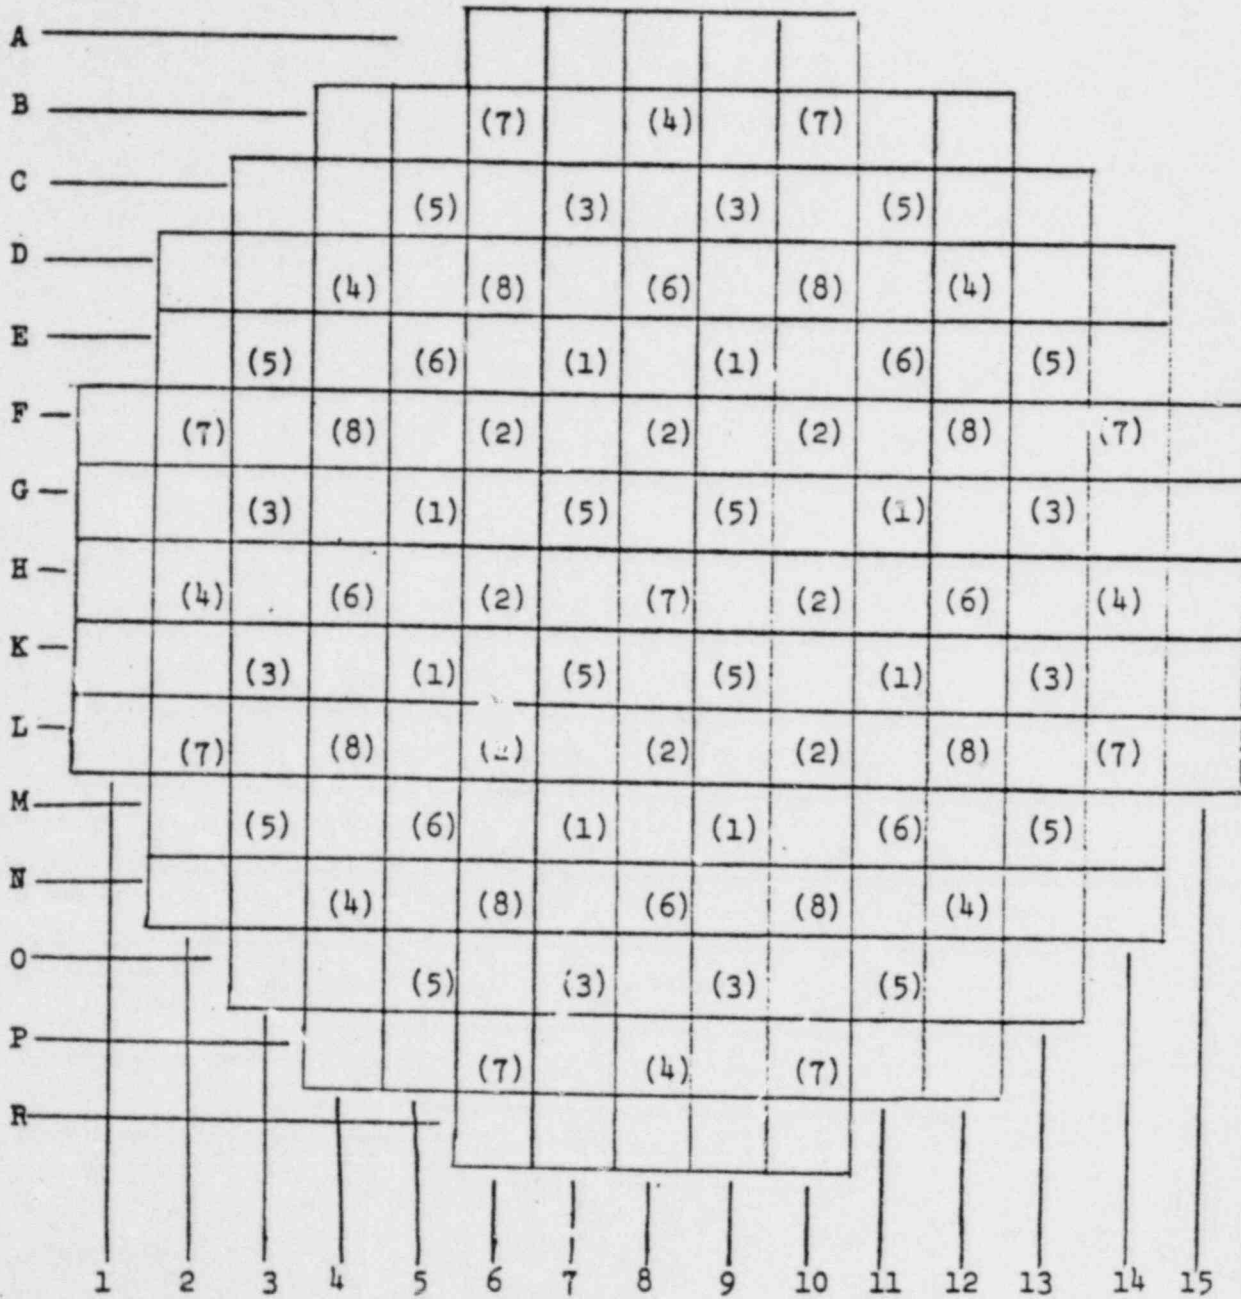 A
B (7) (4) (7)
C (5) (3) (3) (5)
D (4) (8) (6) (8) (4)
E (5) (6) (1) (1) (6) (5)
F (7) (8) (2) (2) (2) (8) (7)
G (3) (1) (5) (5) (1) (3)
H (4) (6) (2) (7) (2) (6) (4)
K (3) (1) (5) (5) (1) (3)
L (7) (8) (2) (2) (8) (7)
M (5) (6) (1) (1) (6) (5)
N (4) (8) (6) (8) (4)
O (5) (3) (3) (5)
P (7) (4) (7)
R
1 2 3 4 5 6 7 8 9 10 11 12 13 14 15